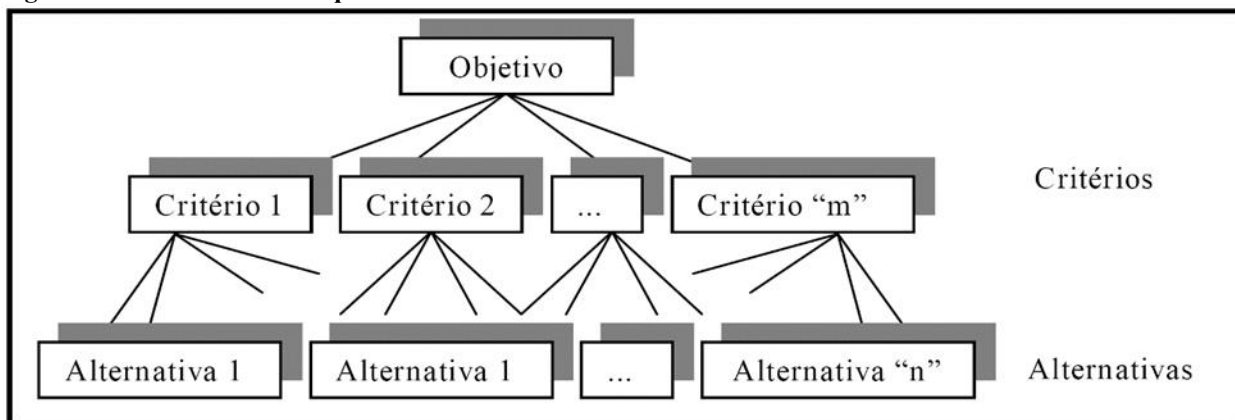 Objetivo
Critério 1 Critério 2 ... Critério “m” Critérios
Alternativa 1 Alternativa 1 ... Alternativa “n” Alternativas